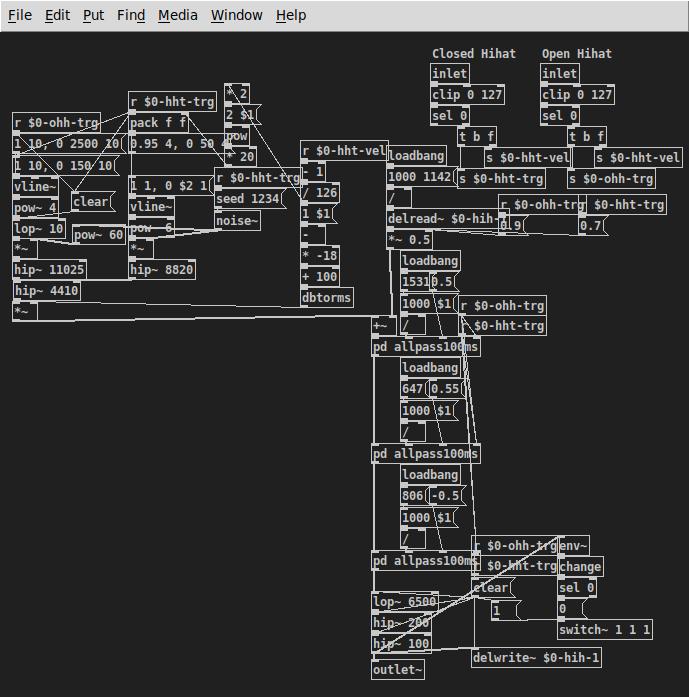 File Edit Put Find Media Window Help
Closed Hihat Open Hihat
inlet inlet
clip 0 127 clip 0 127
sel 0 sel 0
t b f t b f
s $0-hht-vel s $0-hht-vel
s $0-hht-trg s $0-ohh-trg
r $0-ohh-trg
1 10, 0 2500 10
1 10, 0 150 10
vline~
pow~ 4
clear
lop~ 10
pow~ 60
*~
hip~ 11025
hip~ 4410
*~
r $0-hht-trg
pack f f
0.95 4, 0 50 4
1 1, 0 $2 1
vline~
pow~ 6
*~
hip~ 8820
* 2
2 $1
pow
* 20
r $0-hht-trg
seed 1234
noise~
r $0-hht-vel
- 1
/ 126
1 $1
-
* -18
+ 100
dbtorms
loadbang
1000 1142
/
delread~ $0-hih-
*~ 0.5
r $0-ohh-trg r $0-hht-trg
0.9 0.7
loadbang
1531 0.5
1000 $1
/
r $0-ohh-trg
r $0-hht-trg
+~
pd allpass100ms
loadbang
647 0.55
1000 $1
/
pd allpass100ms
loadbang
806 -0.5
1000 $1
/
pd allpass100ms
r $0-ohh-trg
r $0-hht-trg
clear
1
env~
change
sel 0
0
switch~ 1 1 1
lop~ 6500
hip~ 200
hip~ 100
outlet~
delwrite~ $0-hih-1